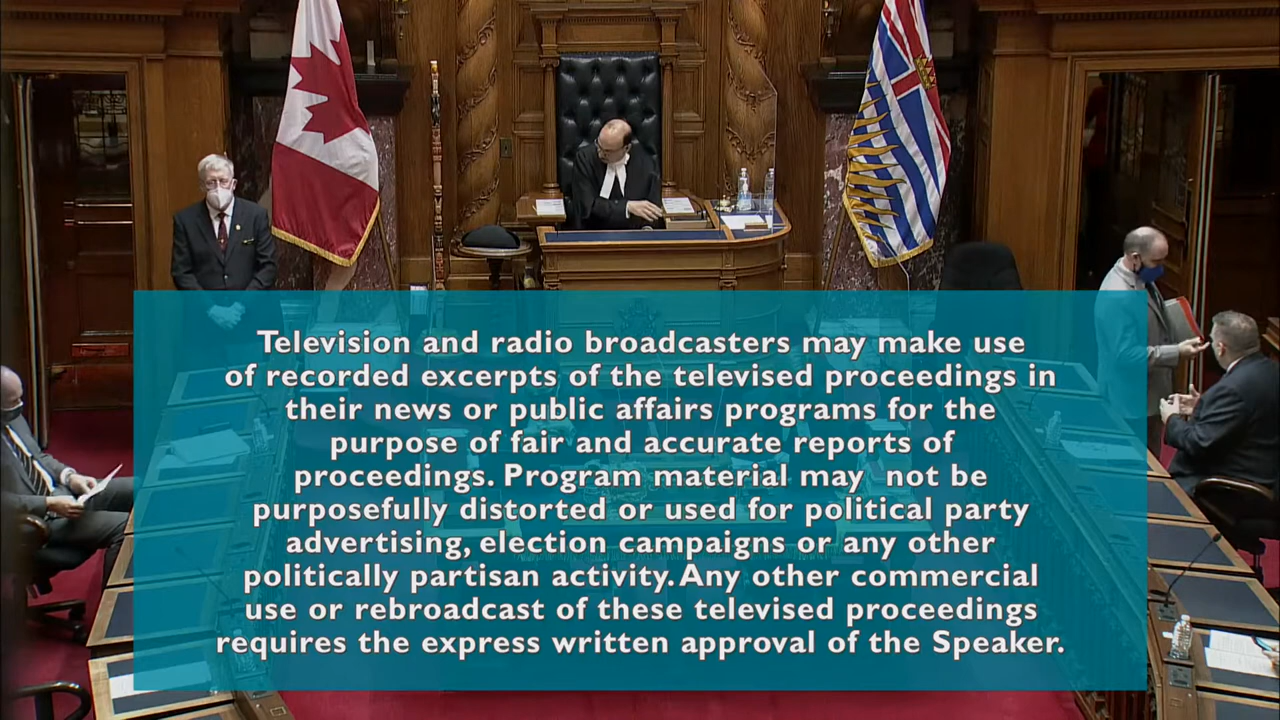 Television and radio broadcasters may make use
of recorded excerpts of the televised proceedings in
their news or public affairs programs for the
purpose of fair and accurate reports of
proceedings. Program material may  not be
purposefully distorted or used for political party
advertising, election campaigns or any other
politically partisan activity. Any other commercial
use or rebroadcast of these televised proceedings
requires the express written approval of the Speaker.